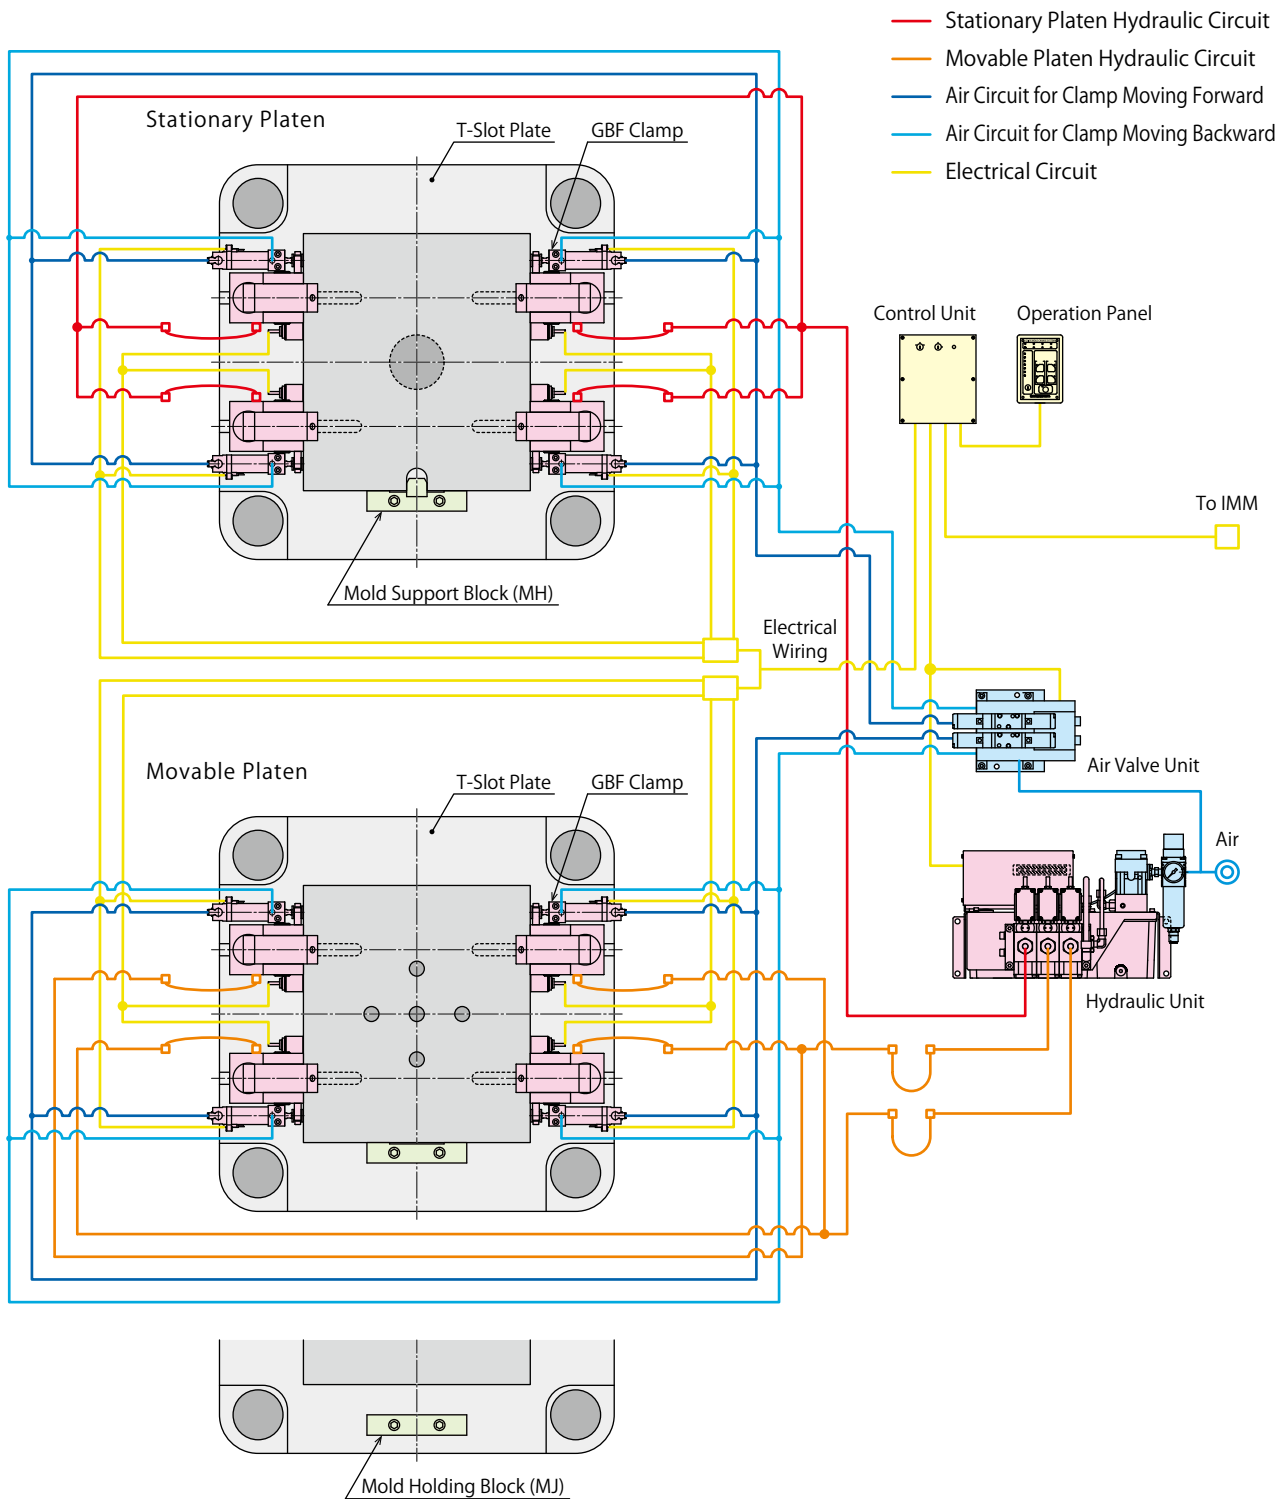 Stationary Platen Hydraulic Circuit
Movable Platen Hydraulic Circuit
Air Circuit for Clamp Moving Forward
Air Circuit for Clamp Moving Backward
Electrical Circuit
Stationary Platen
T-Slot Plate
GBF Clamp
Control Unit
Operation Panel
To IMM
Mold Support Block (MH)
Electrical
Wiring
Air Valve Unit
Movable Platen
T-Slot Plate
GBF Clamp
Air
Hydraulic Unit
Mold Holding Block (MJ)